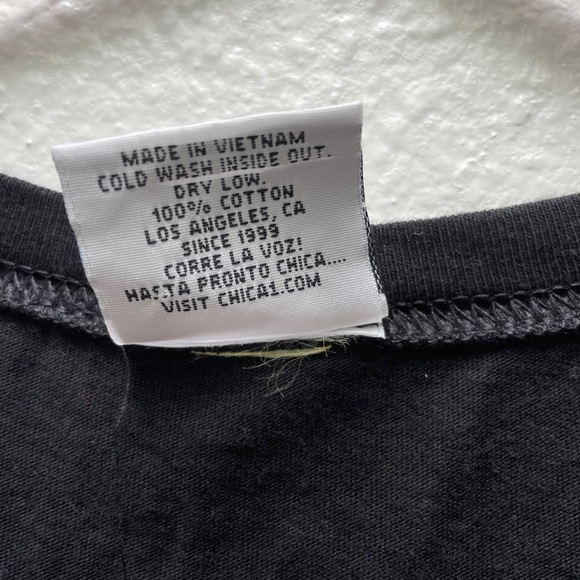 MADE IN VIETNAM
COLD WASH INSIDE OUT.
DRY LOW.
100% COTTON
LOS ANGELES, CA
SINCE 1999
CORRE LA VOZ!
HASTA PRONTO CHICA....
VISIT CHICA1.COM